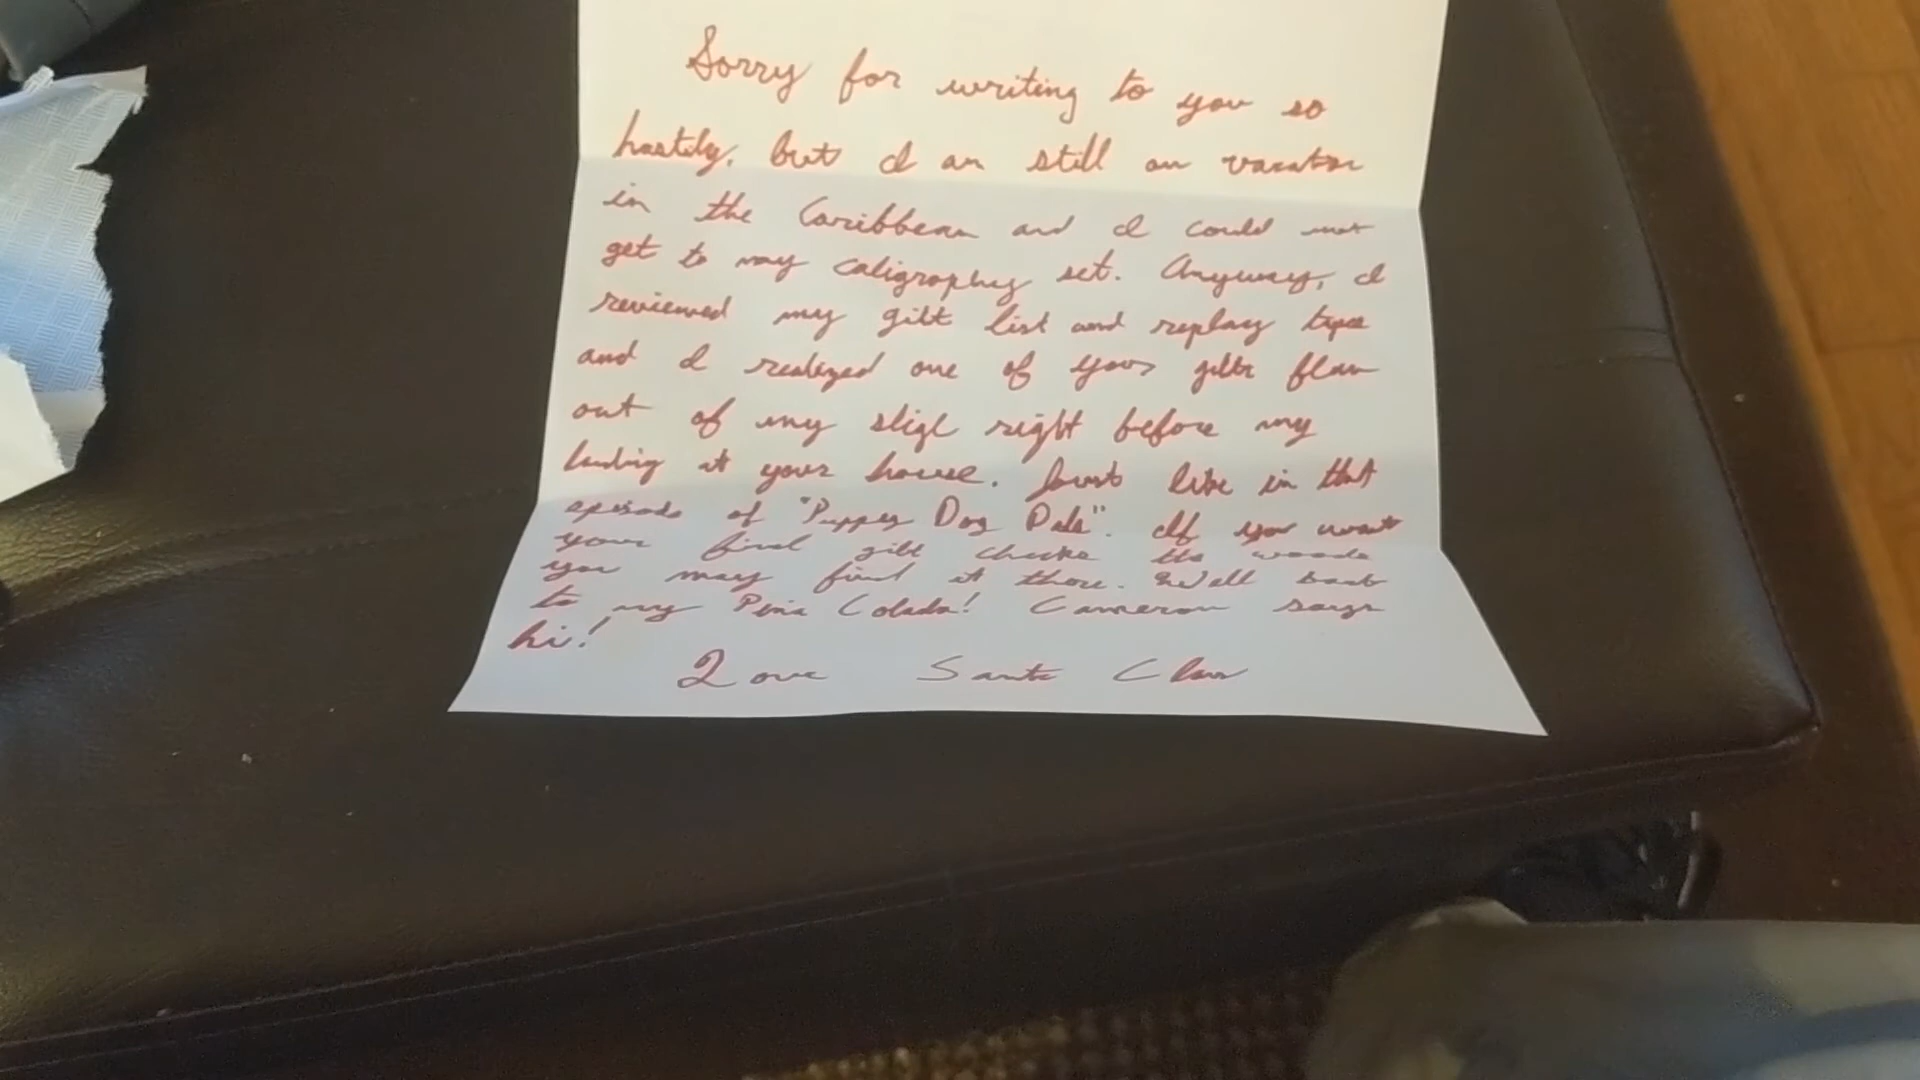 Sorry for writing to you so
hastily, but I am still on vacation
in the Caribbean and I could not
get to my caligraphy set. Anyway, I
reviewed my gift list and replay tape
and I realized one of your gifts flew
out of my sligh right before my
landing at your house. Just like in that
episode of "Puppy Dog Pals". If you want
your final gift checke the woods
you may find it there. Well back
to my Pina Colada! Cameron says
hi!
Love Santa Claus